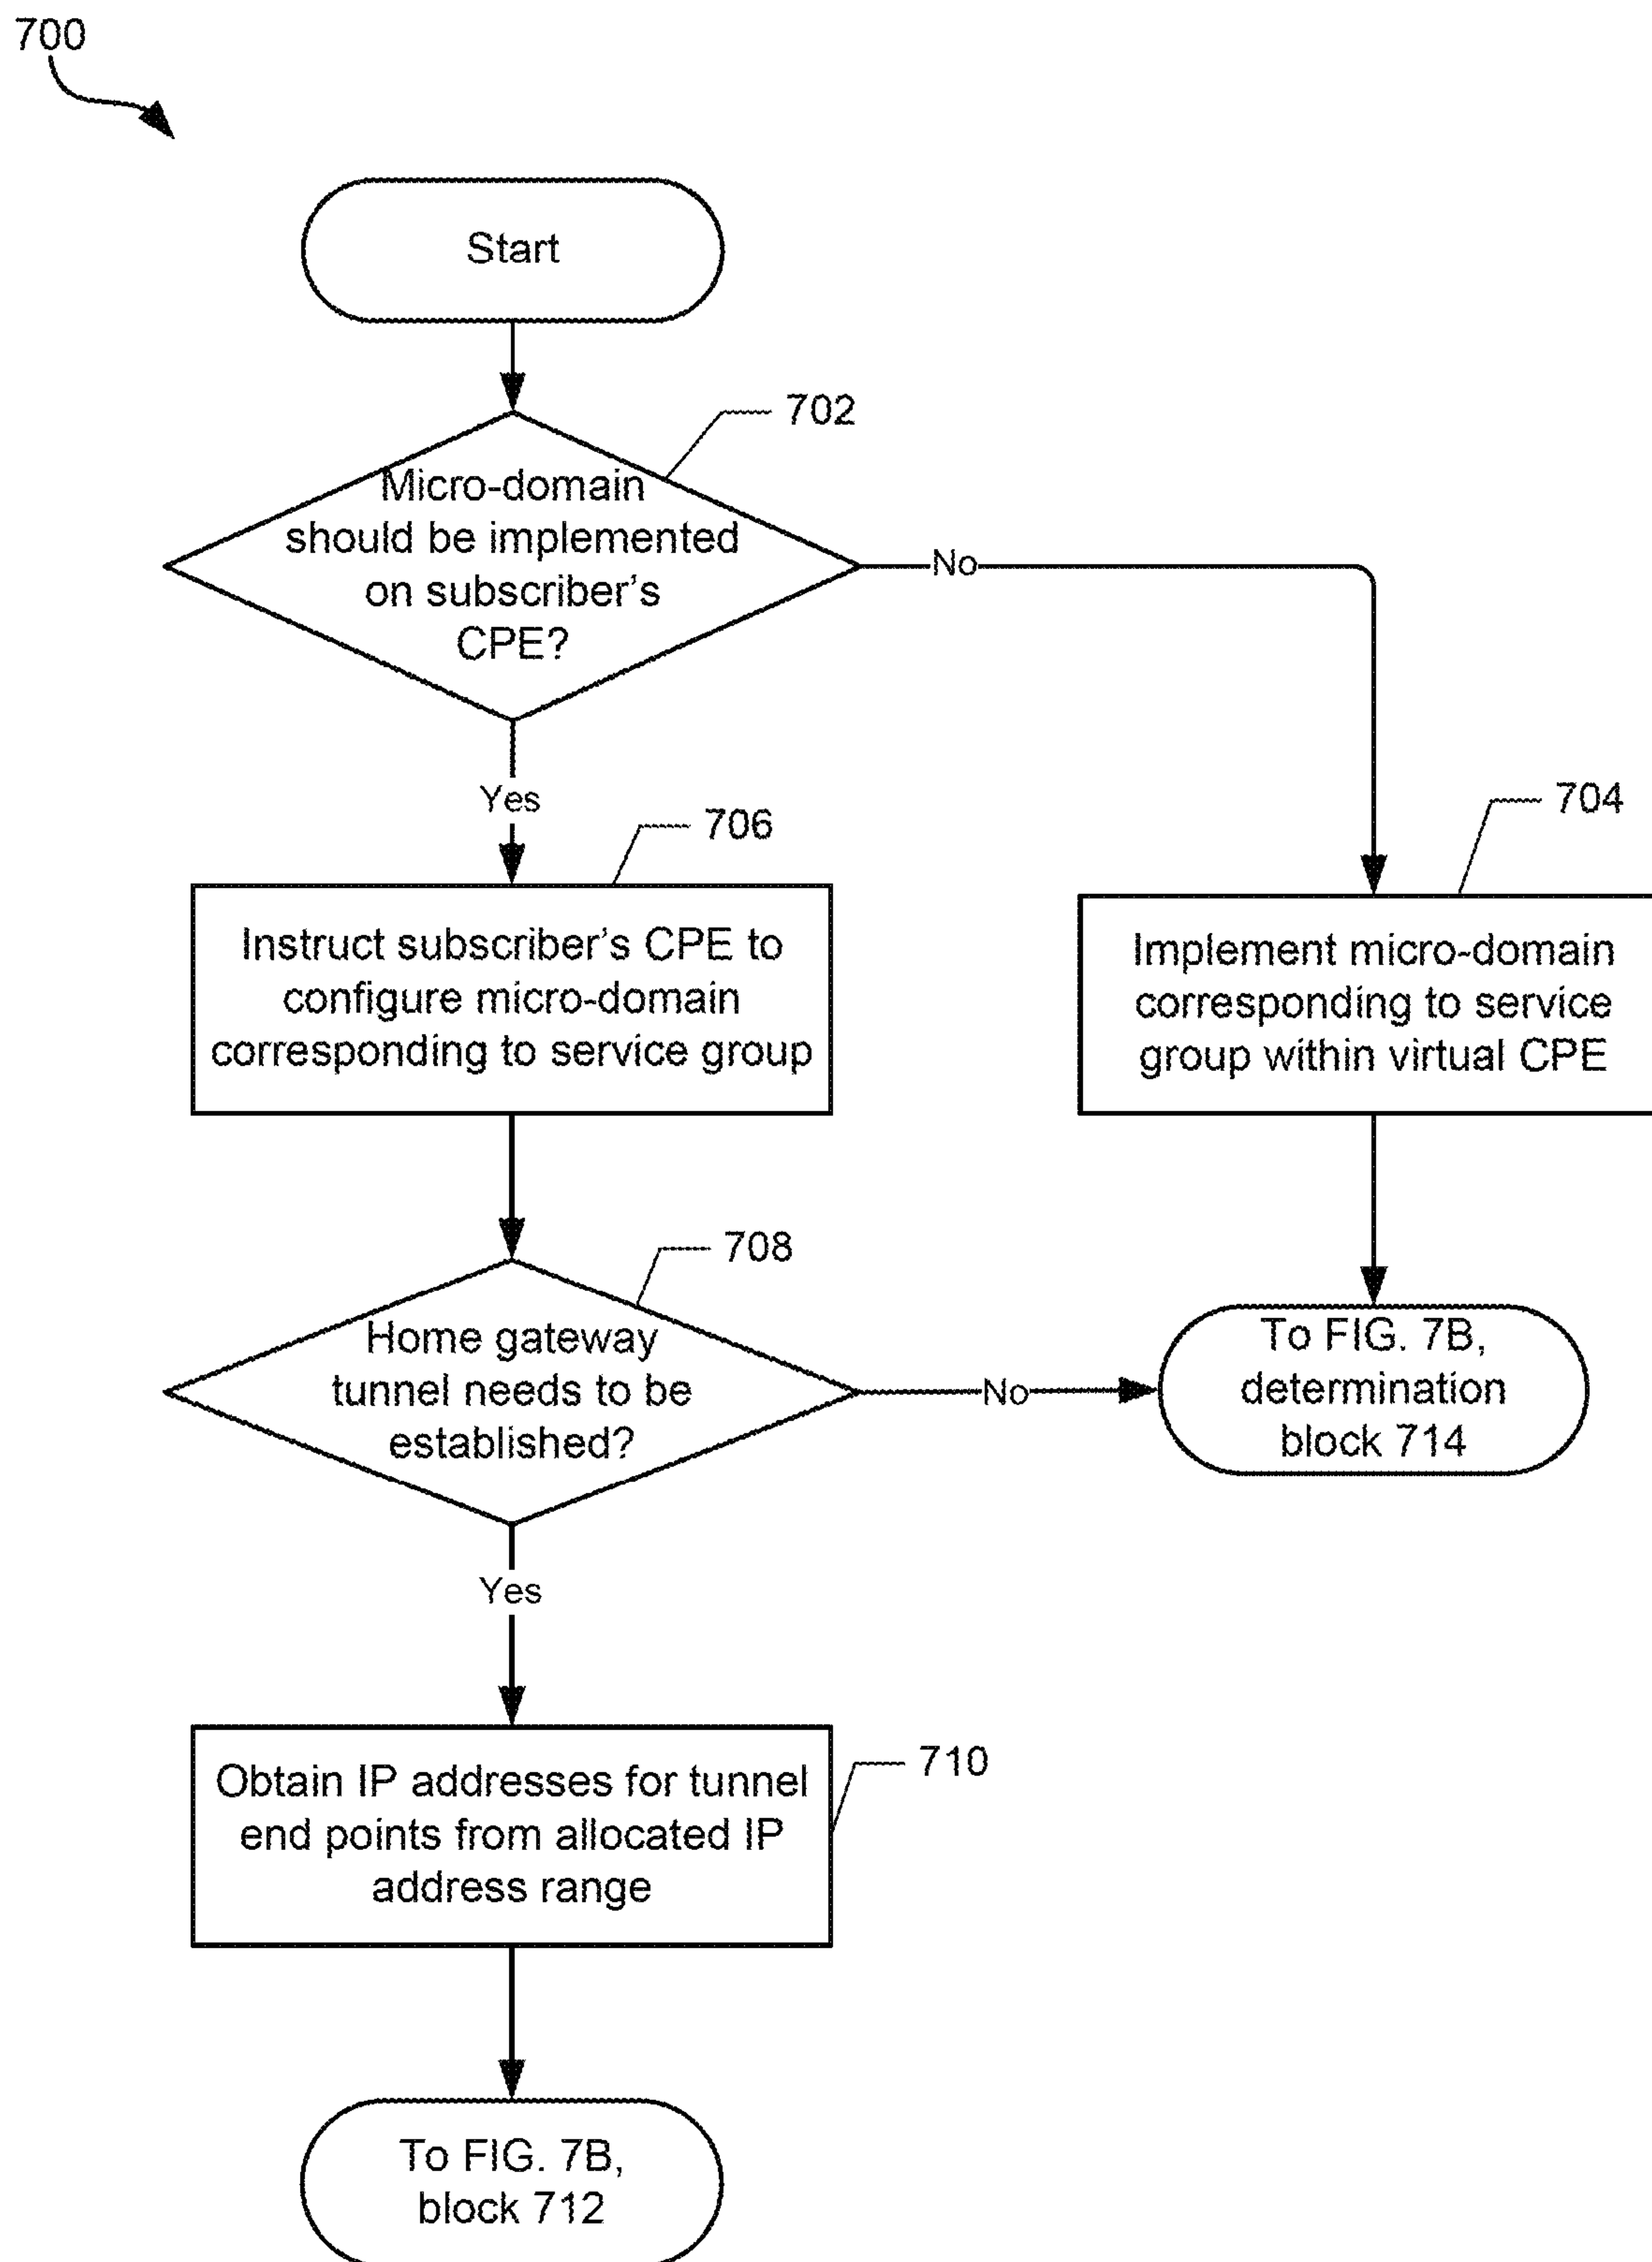 700
Start
702
Micro-domain
should be implemented
on subscriber's
CPE?
No
Yes
706
704
Instruct subscriber's CPE to
configure micro-domain
corresponding to service group
Implement micro-domain
corresponding to service
group within virtual CPE
708
Home gateway
tunnel needs to be
established?
No
To FIG. 7B,
determination
block 714
Yes
710
Obtain IP addresses for tunnel
end points from allocated IP
address range
To FIG. 7B,
block 712